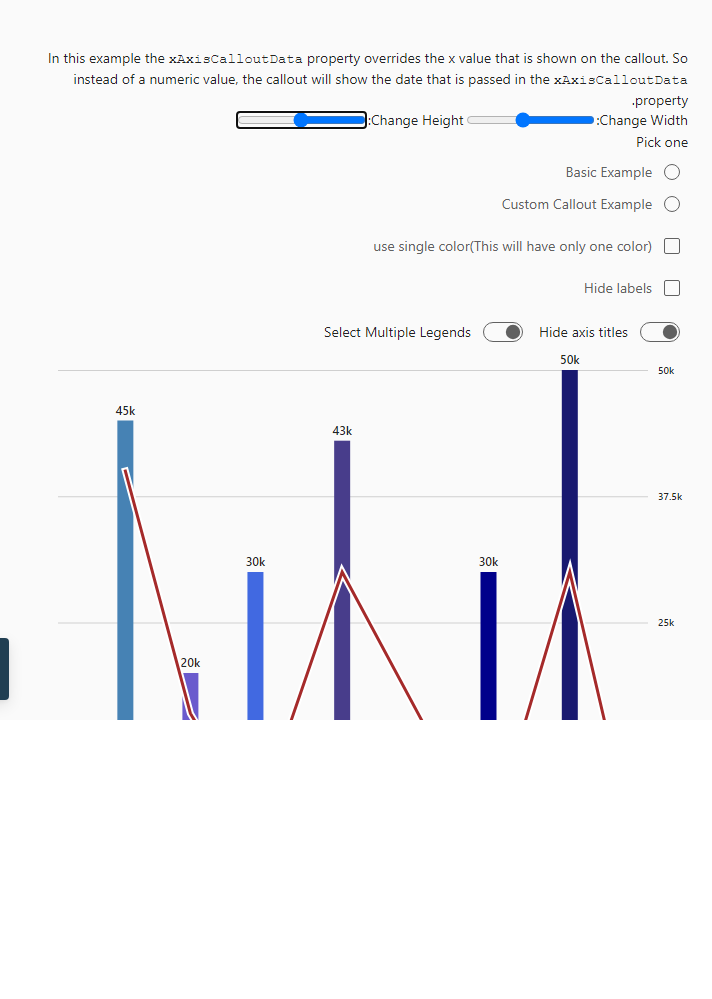 In this example the xAxisCalloutData property overrides the x value that is shown on the callout. So
instead of a numeric value, the callout will show the date that is passed in the xAxisCalloutData
.property
:Change Width
:Change Height
Pick one
Basic Example
Custom Callout Example
use single color(This will have only one color)
Hide labels
Hide axis titles
Select Multiple Legends
50k
50k
45k
43k
37.5k
30k
30k
25k
20k